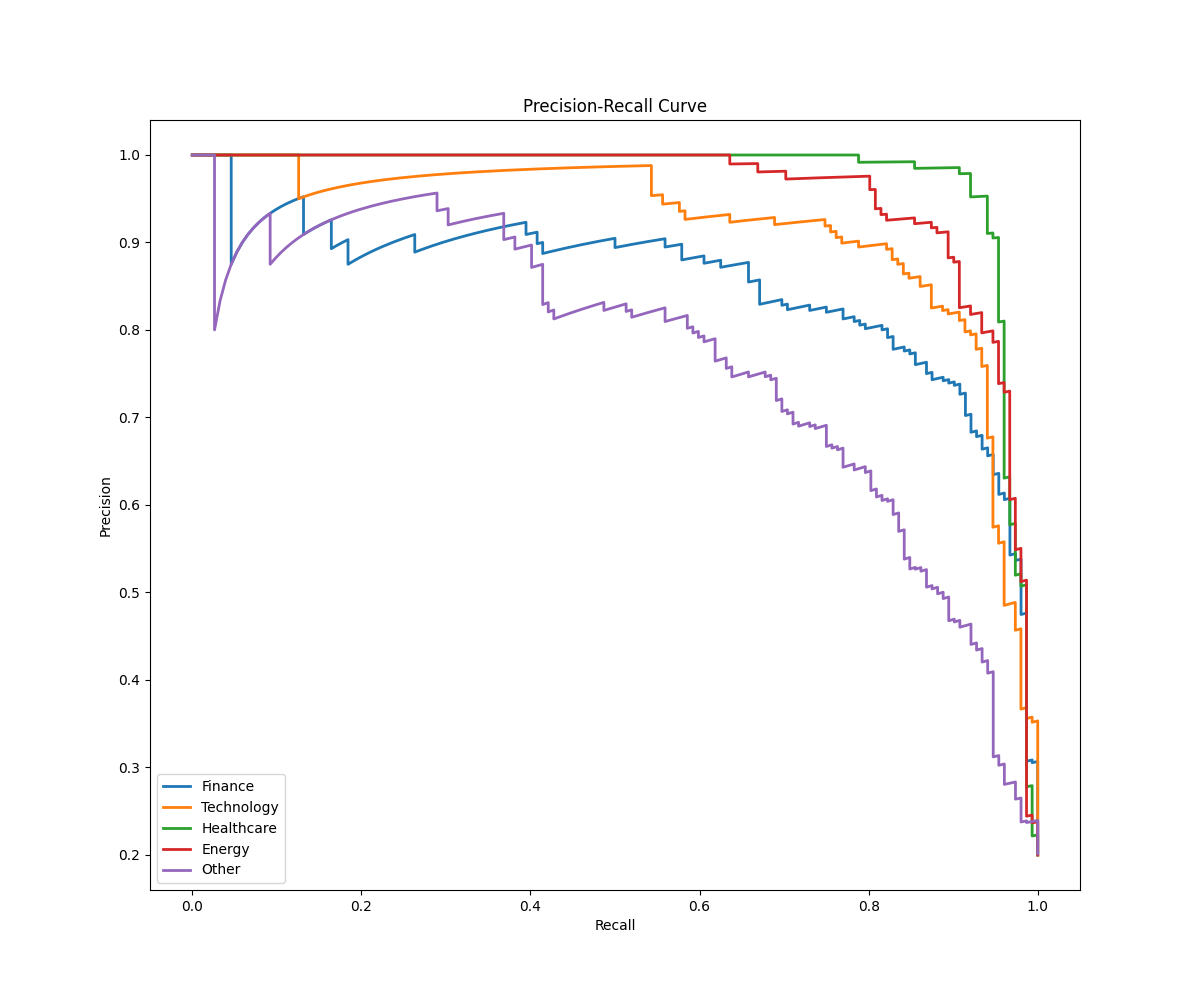 Precision-Recall Curve
1.0
0.9
0.8
0.7
0.6
0.5
0.4
0.3
0.2
Precision
Finance
Technology
Healthcare
Energy
Other
0.0 0.2 0.4 0.6 0.8 1.0
Recall